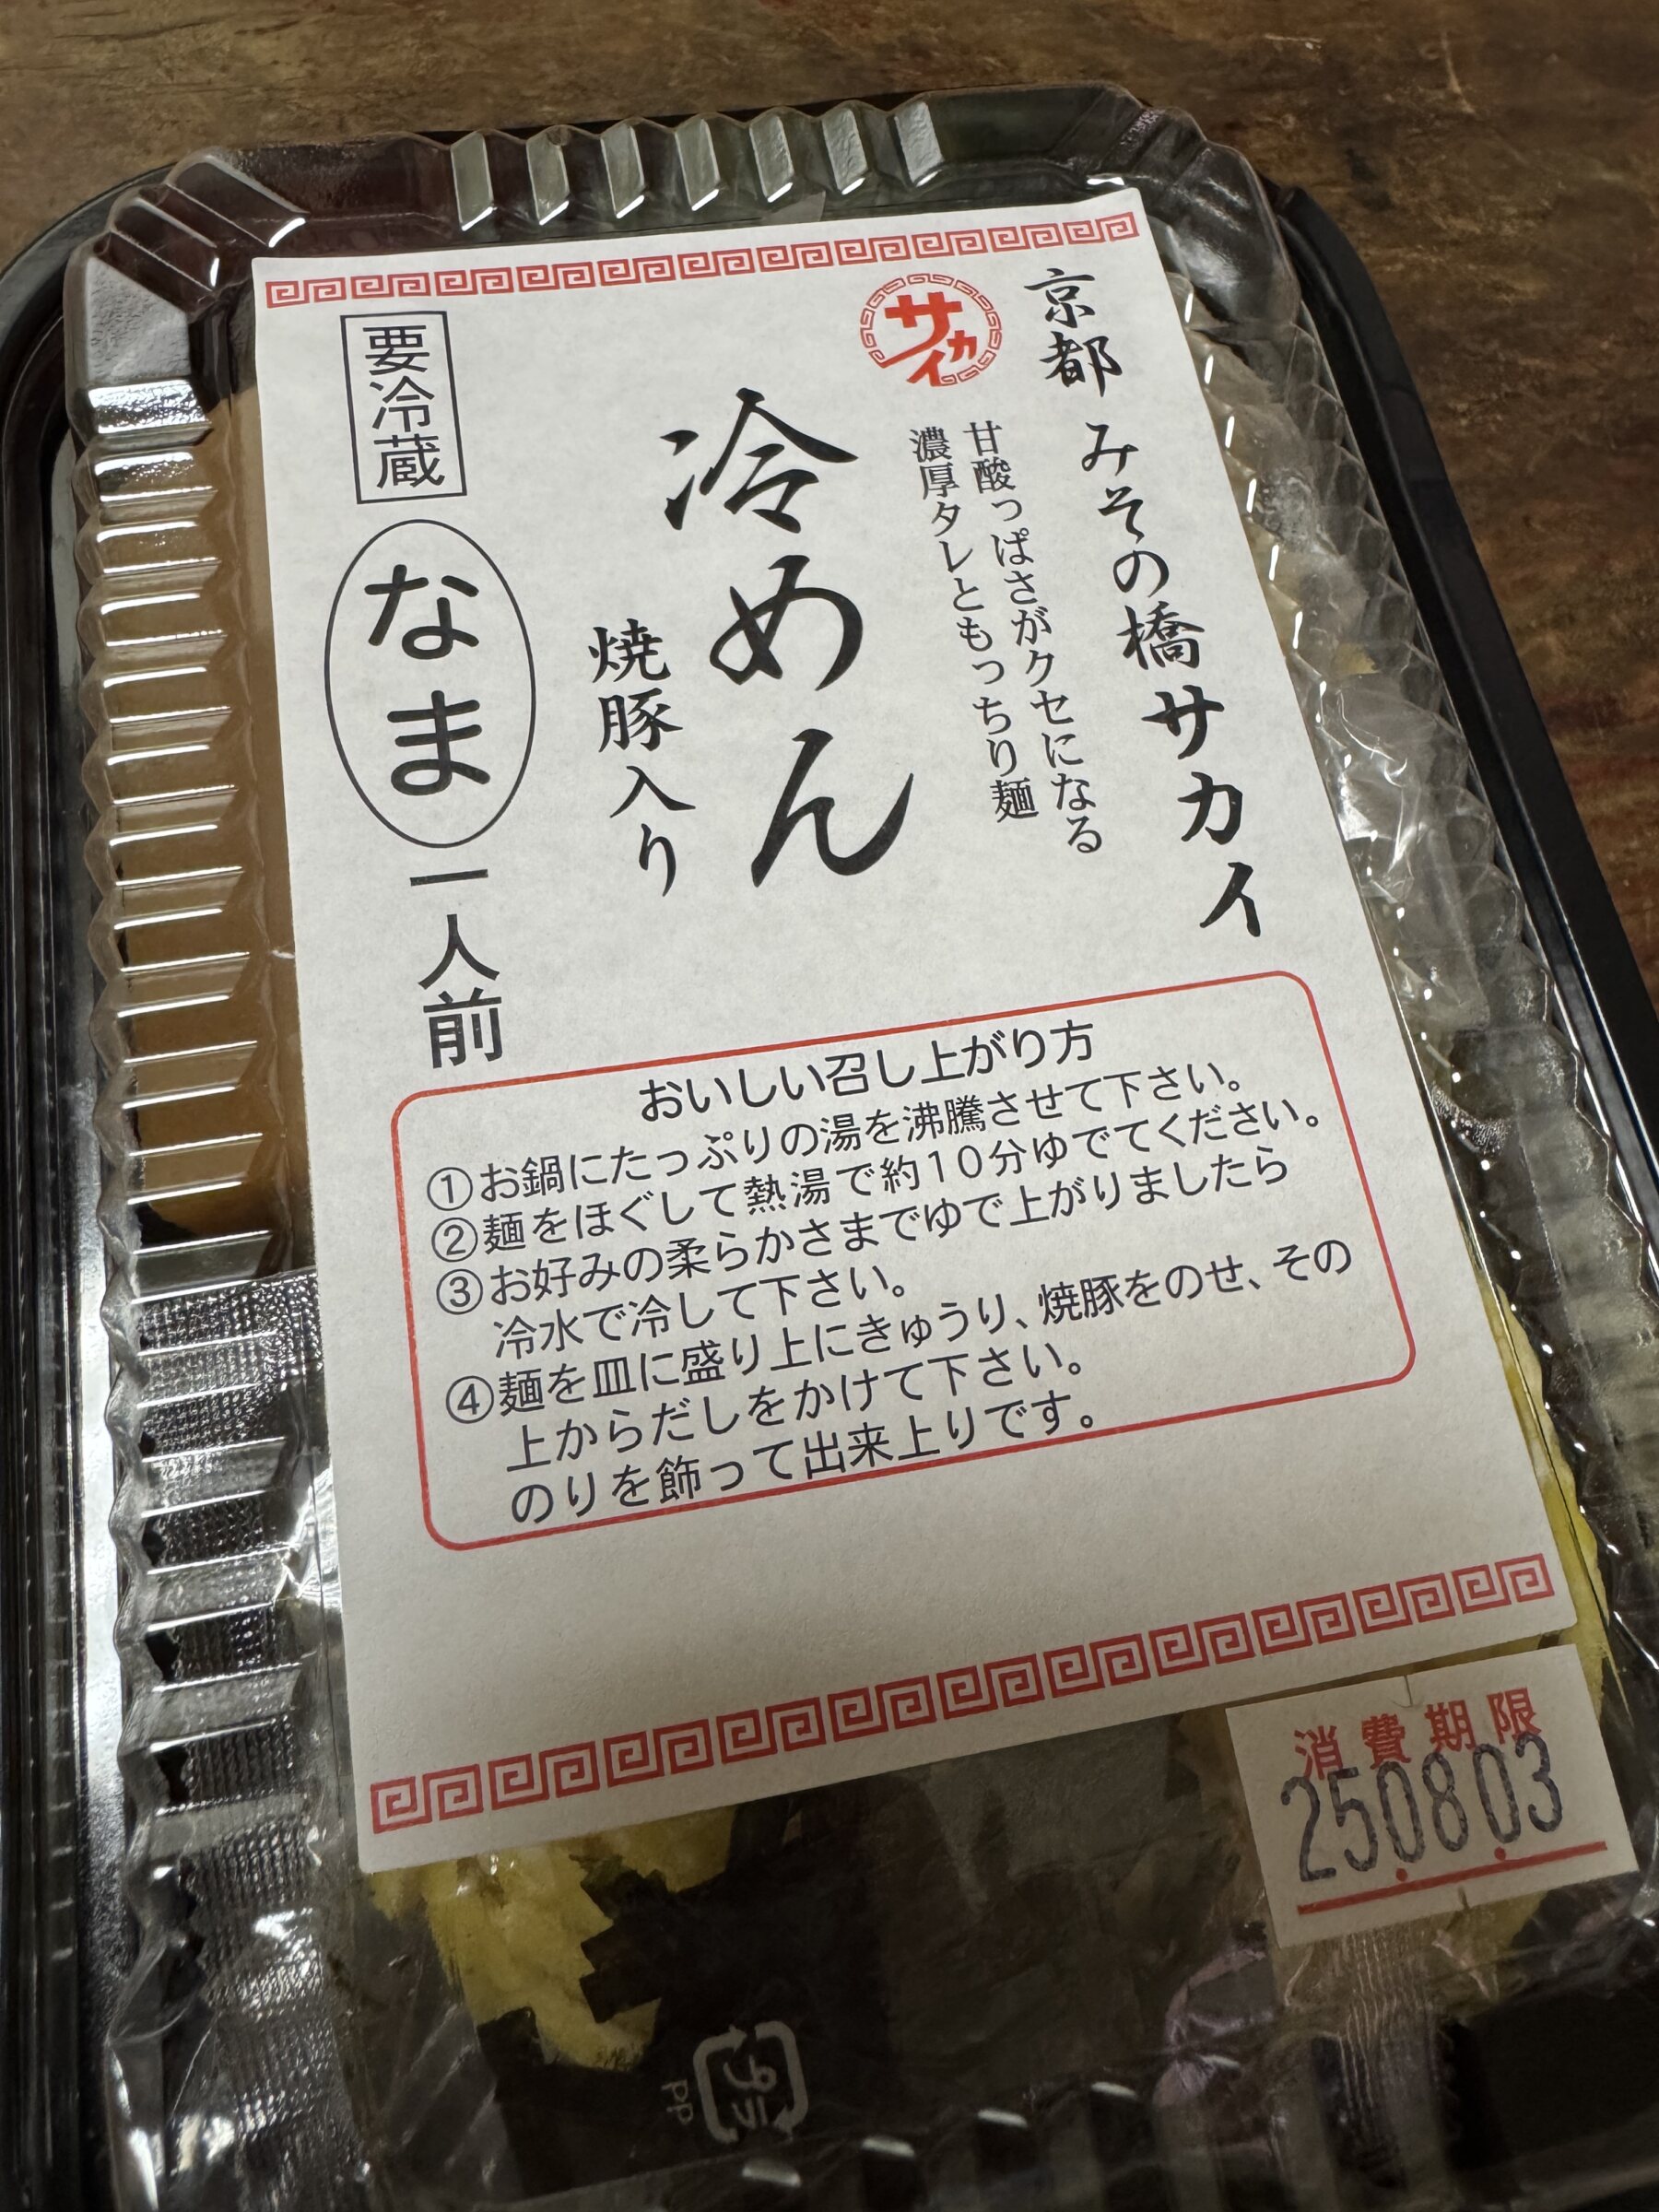 京都 みその橋サカイ
サカイ
甘酸っぱさがクセになる
濃厚タレともっちり麺
冷めん
焼豚入り
要冷蔵
なま
一人前
おいしい召し上がり方
①お鍋にたっぷりの湯を沸騰させて下さい。
②麺をほぐして熱湯で約10分ゆでてください。
③お好みの柔らかさまでゆで上がりましたら
冷水で冷して下さい。
④麺を皿に盛り上にきゅうり、焼豚をのせ、その
上からだしをかけて下さい。
のりを飾って出来上りです。
消費期限
250803
プラ
PP